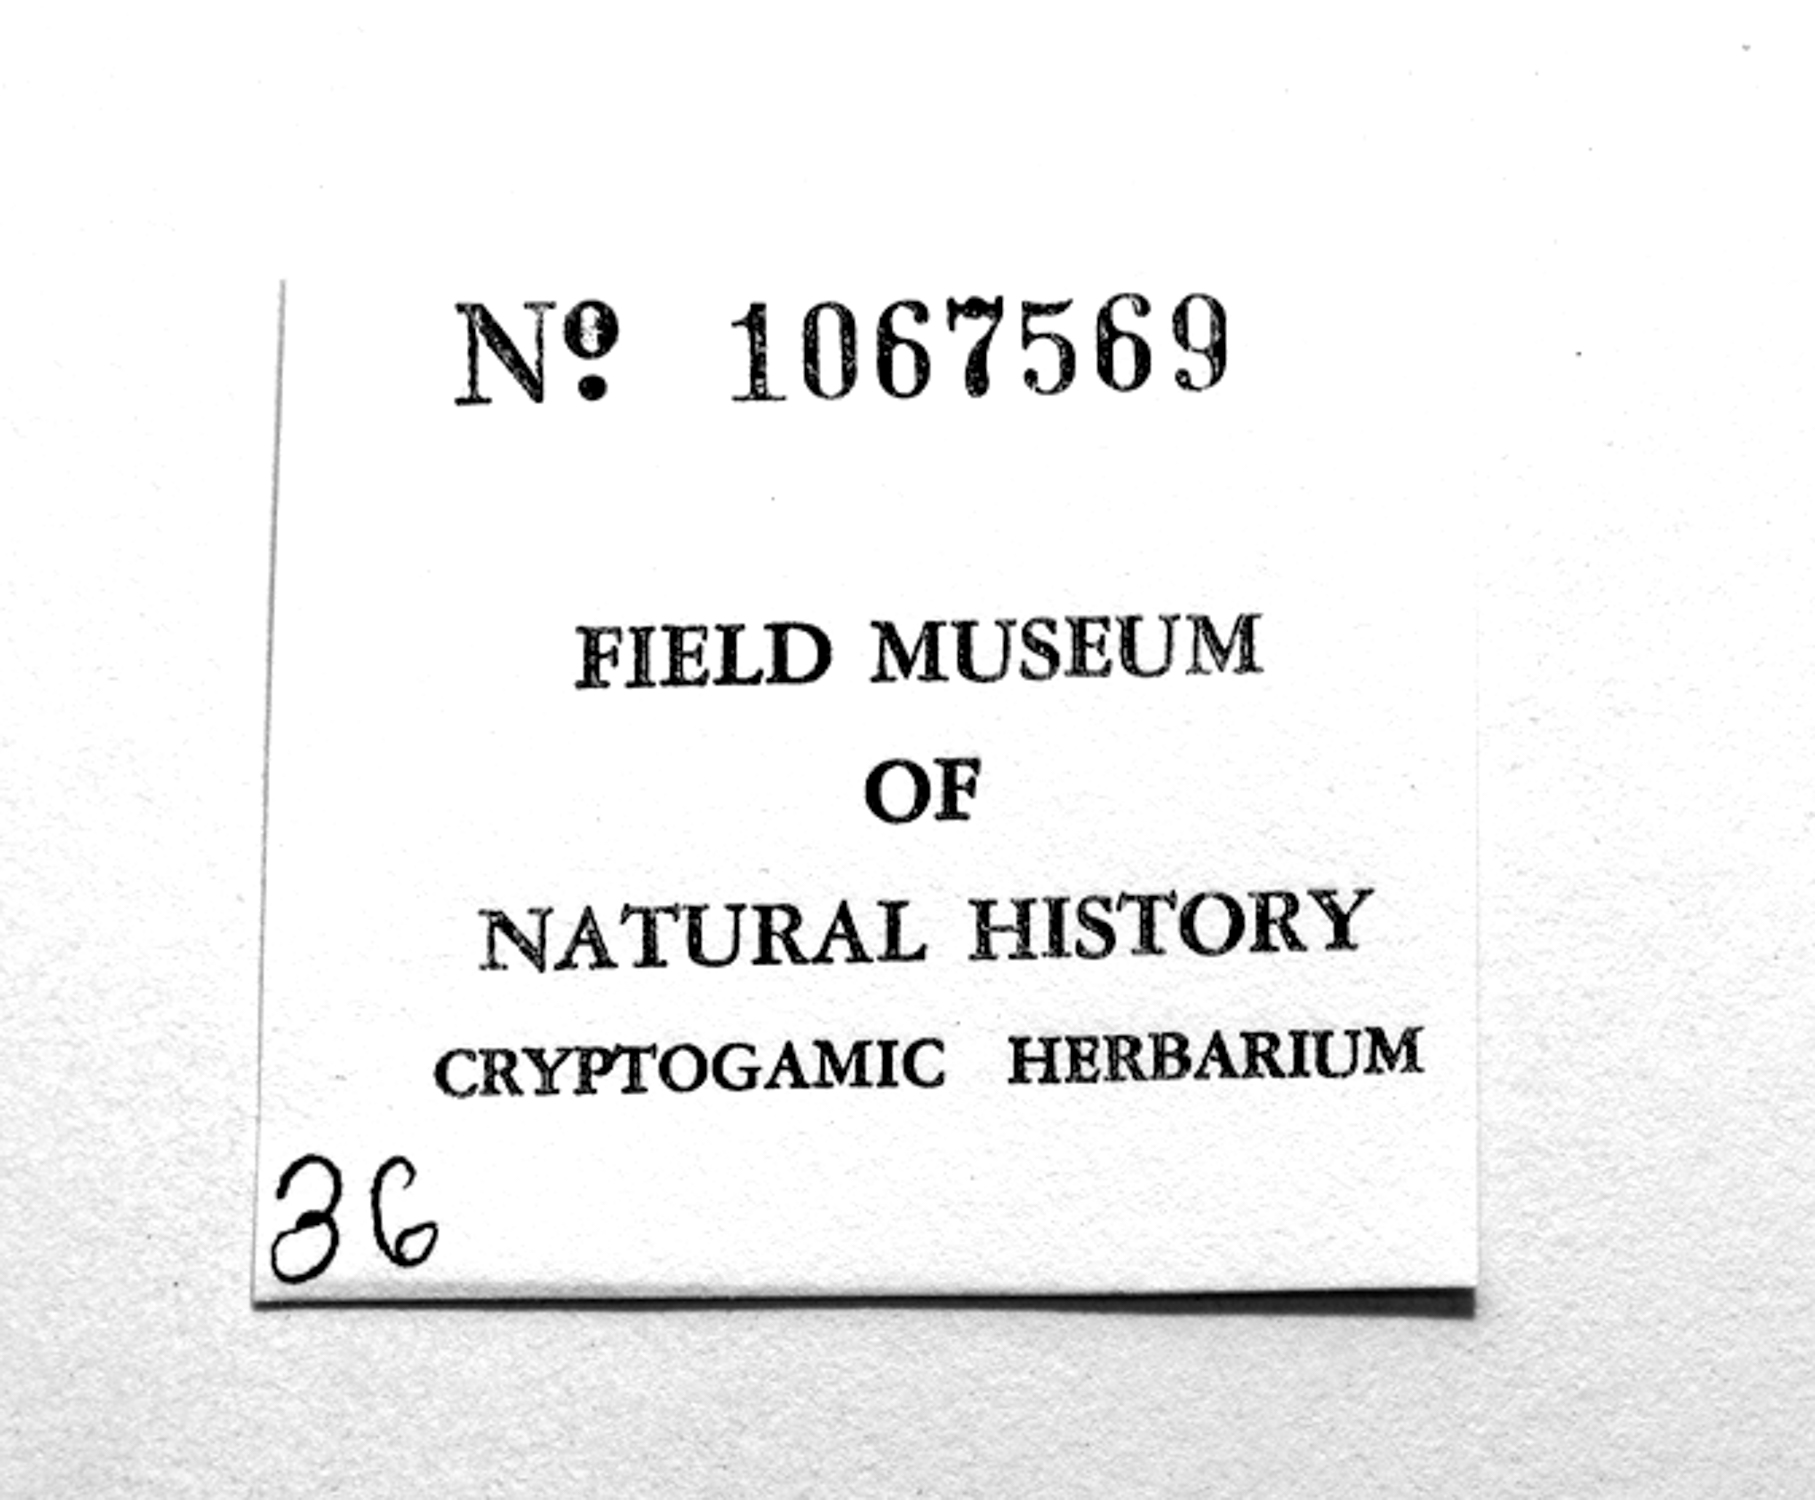 Nº. 1067569
FIELD MUSEUM
OF
NATURAL HISTORY
CRYPTOGAMIC HERBARIUM
36